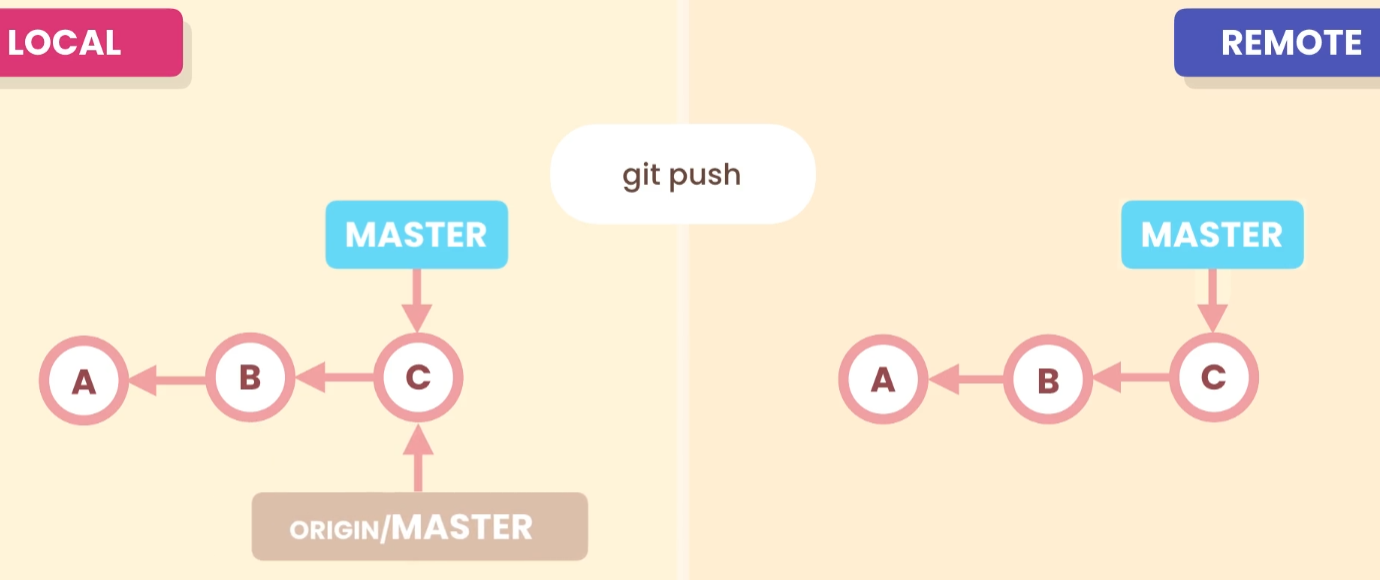 LOCAL
REMOTE
git push
MASTER
MASTER
A
B
C
A
B
C
ORIGIN/MASTER